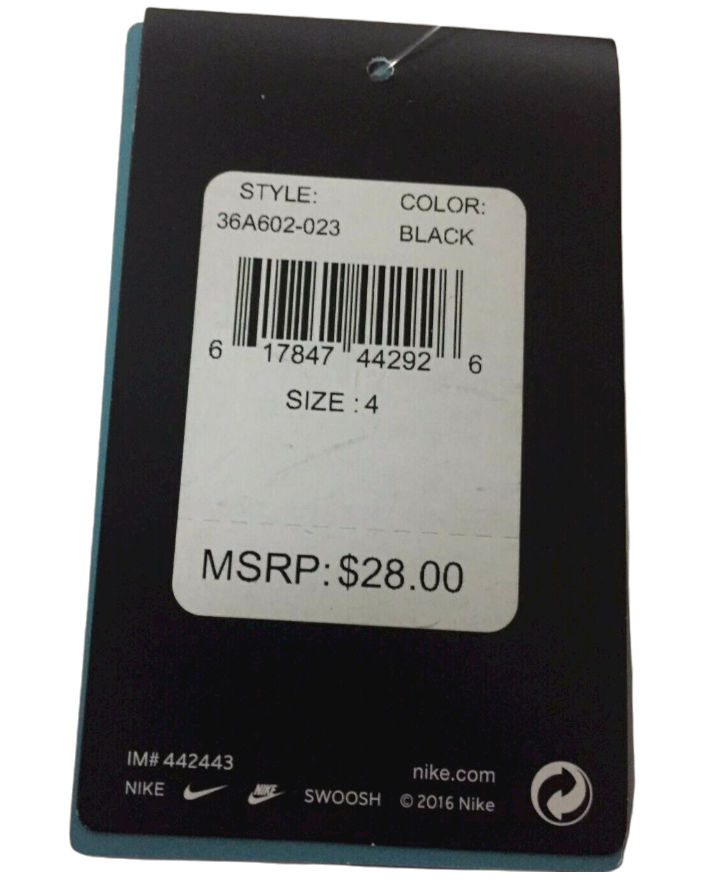 STYLE: COLOR:
36A602-023 BLACK
6 17847 44292 6
SIZE : 4
MSRP: $28.00
IM# 442443 nike.com
NIKE NIKE SWOOSH © 2016 Nike